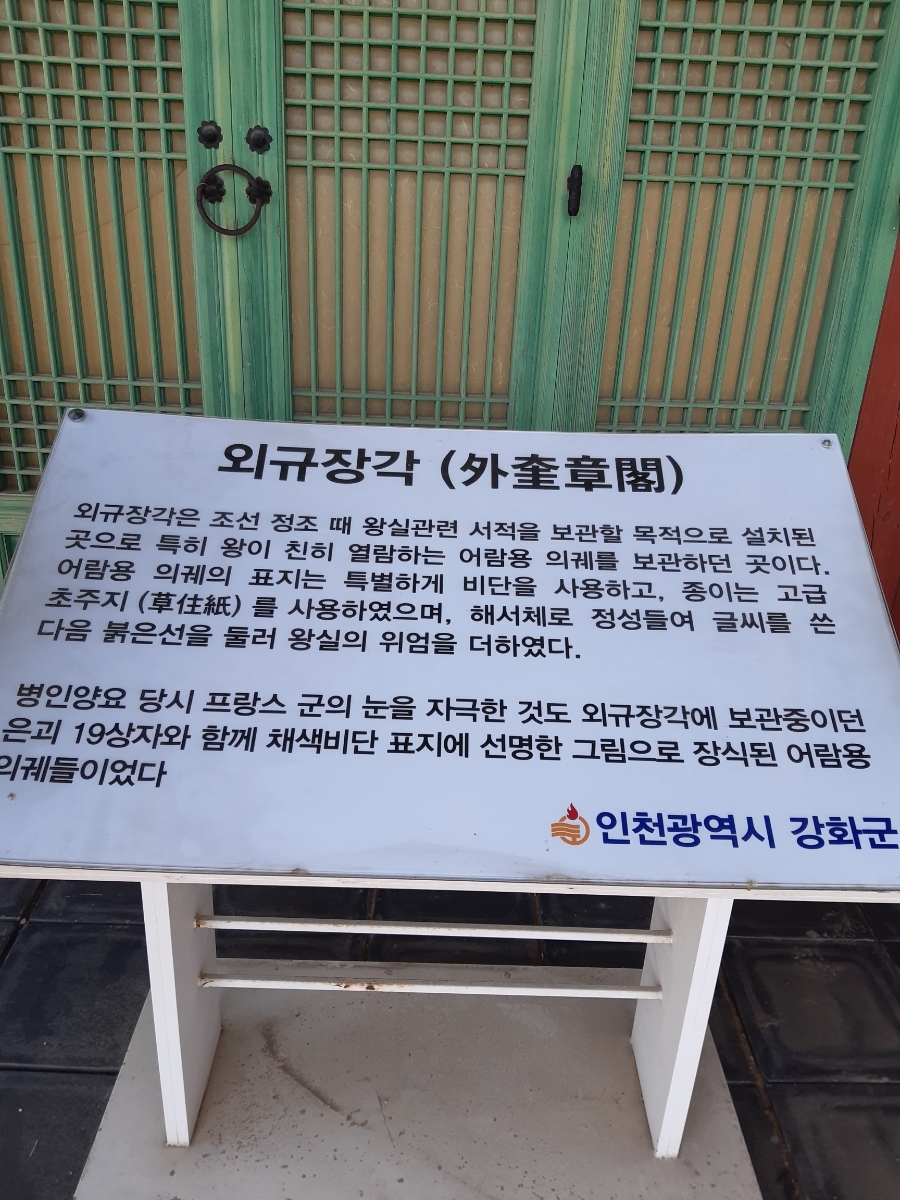 외규장각 (外奎章閣)
외규장각은 조선 정조 때 왕실관련 서적을 보관할 목적으로 설치된
곳으로 특히 왕이 친히 열람하는 어람용 의궤를 보관하던 곳이다.
어람용 의궤의 표지는 특별하게 비단을 사용하고, 종이는 고급
초주지 (草住紙) 를 사용하였으며, 해서체로 정성들여 글씨를 쓴
다음 붉은선을 둘러 왕실의 위엄을 더하였다.
병인양요 당시 프랑스 군의 눈을 자극한 것도 외규장각에 보관중이던
은괴 19상자와 함께 채색비단 표지에 선명한 그림으로 장식된 어람용
의궤들이었다
인천광역시 강화군